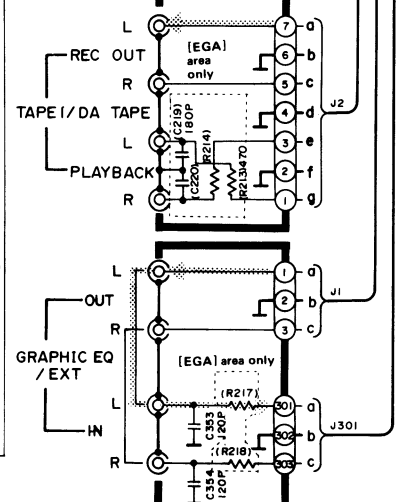 L 7 a
[EGA] area only
REC OUT 6 b
R 5 c
TAPE 1/DA TAPE
(C219) 180P
4 d J2
L (R214) 3 e
PLAYBACK (C220) (R213) 470 2 f
R 1 g
L 1 a
OUT 2 b J1
R 3 c
GRAPHIC EQ
/EXT
[EGA] area only
L (R217) 301 a
C353 120P
IN 302 b J301
(R218)
R 303 c
C354 120P